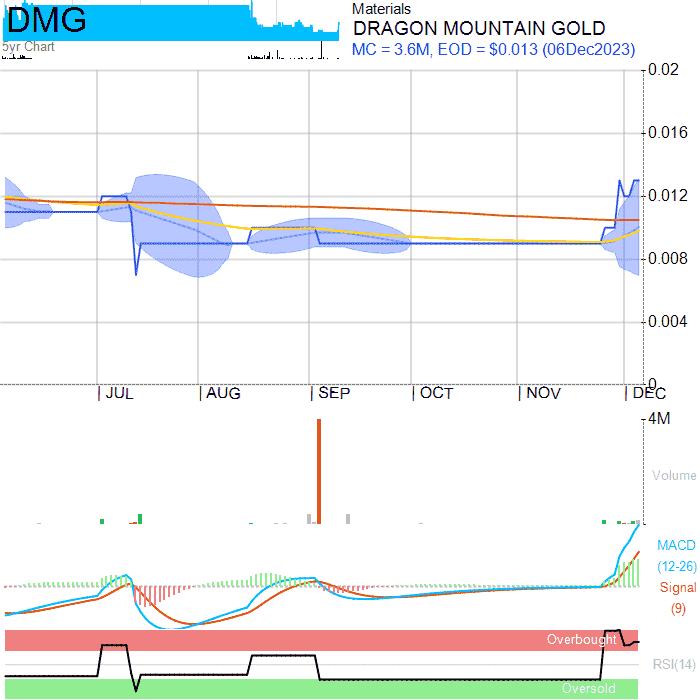 DMG
5yr Chart
Materials
DRAGON MOUNTAIN GOLD
MC = 3.6M, EOD = $0.013 (06Dec2023)
0.02
0.016
0.012
0.008
0.004
0
JUL
AUG
SEP
OCT
NOV
DEC
4M
Volume
MACD
(12-26)
Signal
(9)
Overbought
RSI(14)
Oversold